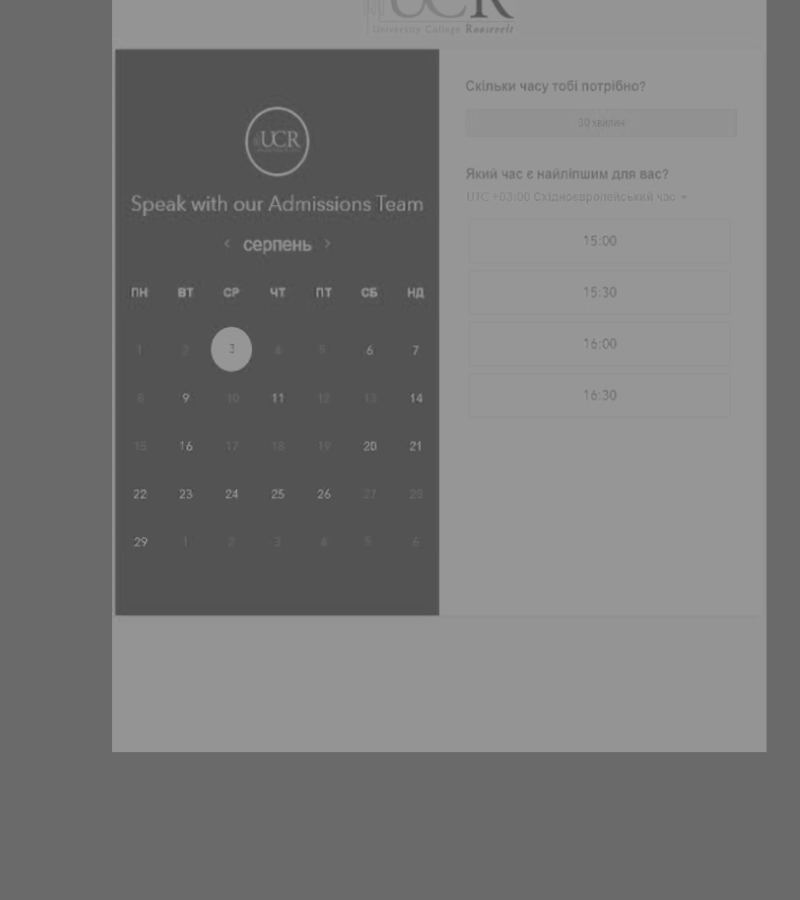 UCR
University College Roosevelt
UCR
Speak with our Admissions Team
‹ серпень ›
ПН ВТ СР ЧТ ПТ СБ НД
1 2 3 4 5 6 7
8 9 10 11 12 13 14
15 16 17 18 19 20 21
22 23 24 25 26 27 28
29 1 2 3 4 5 6
Скільки часу тобі потрібно?
30 хвилин
Який час є найліпшим для вас?
UTC +03:00 Східноєвропейський час
15:00
15:30
16:00
16:30